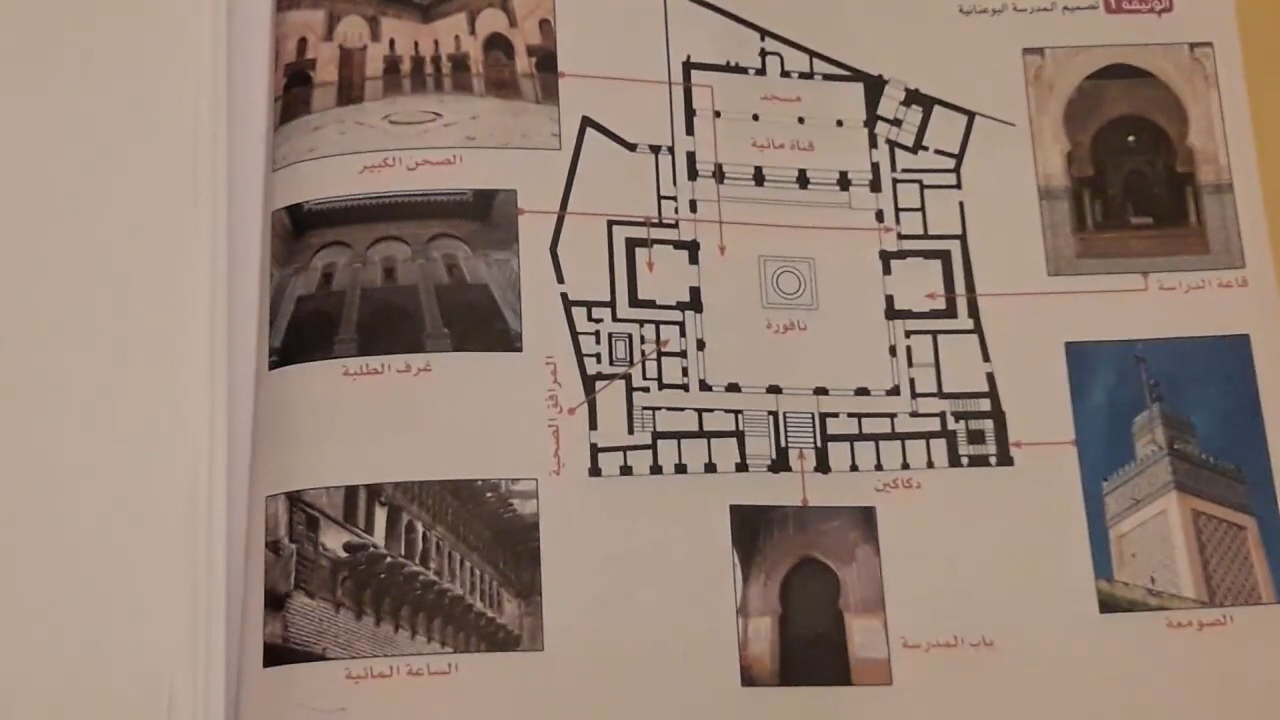 الوثيقة 1 تصميم المدرسة البوعنانية
مسجد
قناة مائية
الصحن الكبير
قاعة الدراسة
نافورة
غرف الطلبة
المرافق الصحية
دكاكين
الصومعة
باب المدرسة
الساعة المائية